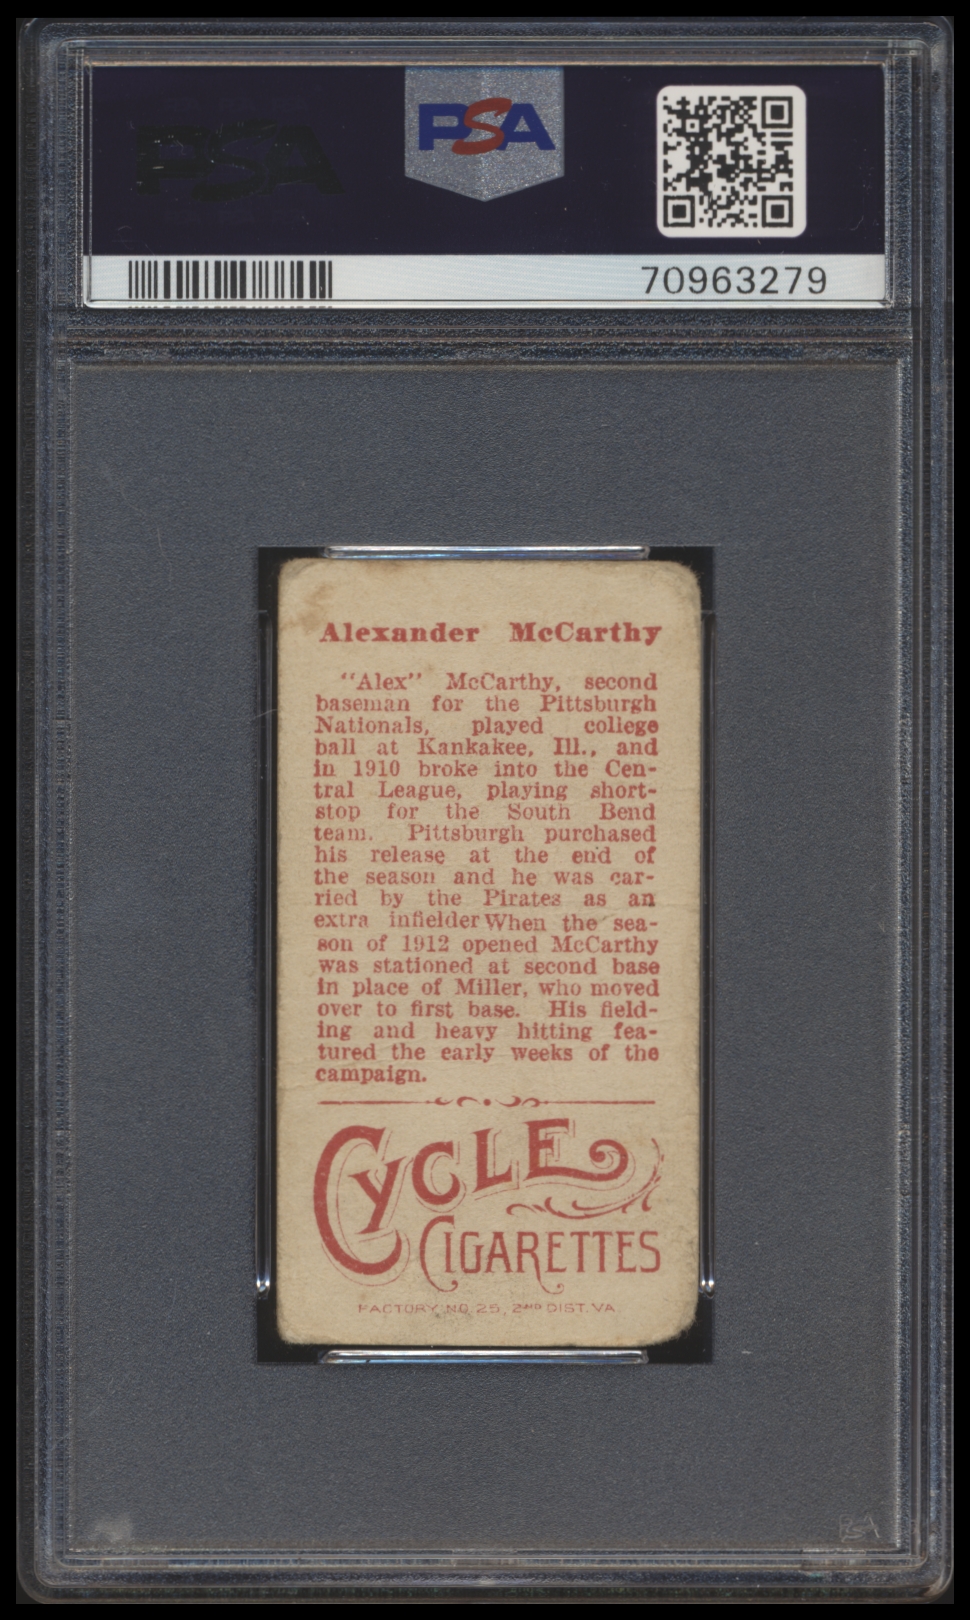 PSA
PSA
70963279
Alexander McCarthy
"Alex" McCarthy, second
baseman for the Pittsburgh
Nationals, played college
ball at Kankakee, Ill., and
in 1910 broke into the Cen-
tral League, playing short-
stop for the South Bend
team. Pittsburgh purchased
his release at the end of
the season and he was car-
ried by the Pirates as an
extra infielder When the sea-
son of 1912 opened McCarthy
was stationed at second base
in place of Miller, who moved
over to first base. His field-
ing and heavy hitting fea-
tured the early weeks of the
campaign.
CYCLE
CIGARETTES
FACTORY NO. 25, 2ND DIST. VA.
PSA